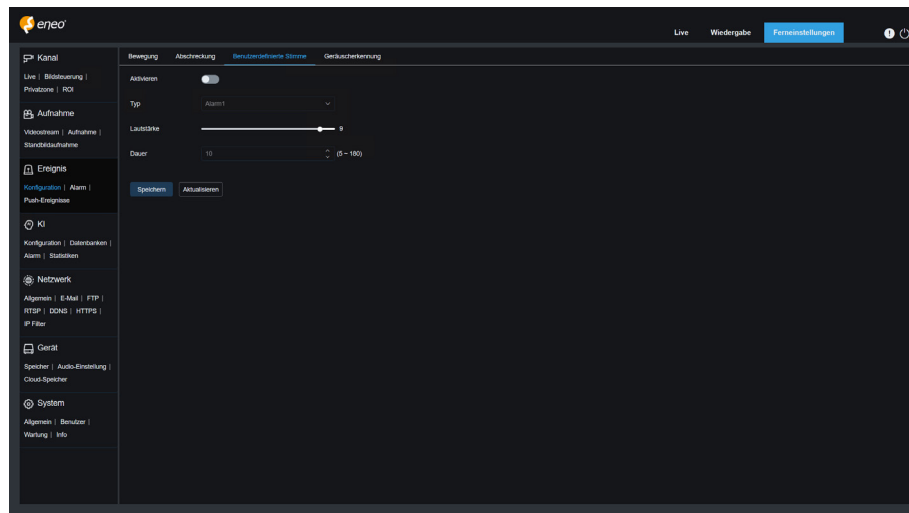 eneo
Live Wiedergabe Ferneinstellungen
Kanal
Live | Bildsteuerung |
Privatzone | ROI
Aufnahme
Videostream | Aufnahme |
Standbildaufnahme
Ereignis
Konfiguration | Alarm |
Push-Ereignisse
KI
Konfiguration | Datenbanken |
Alarm | Statistiken
Netzwerk
Allgemein | E-Mail | FTP |
RTSP | DDNS | HTTPS |
IP Filter
Gerät
Speicher | Audio-Einstellung |
Cloud-Speicher
System
Allgemein | Benutzer |
Wartung | Info
Bewegung Abschreckung Benutzerdefinierte Stimme Geräuscherkennung
Aktivieren
Typ Alarm1
Lautstärke 9
Dauer 10 (5 ~ 180)
Speichern Aktualisieren